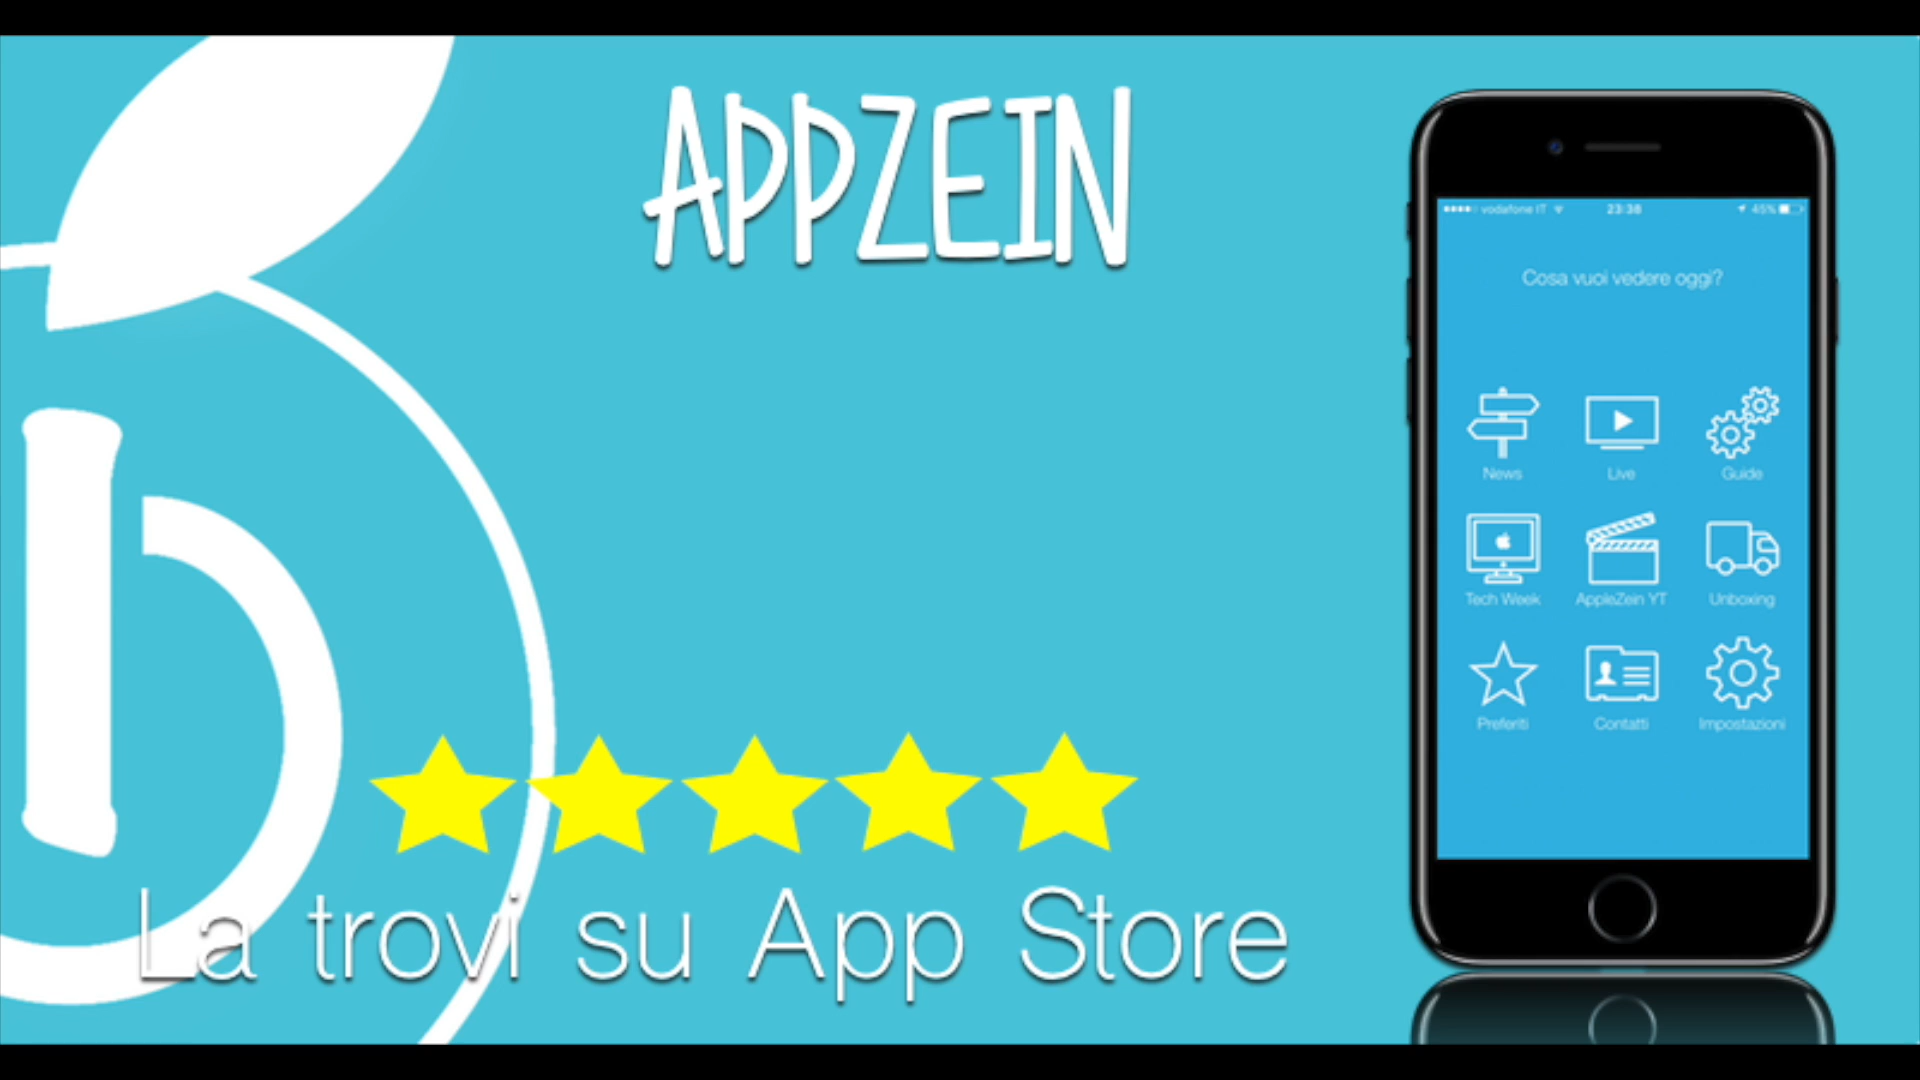 APPZEIN
vodafone IT 23:38 45%
Cosa vuoi vedere oggi?
News Live Guide
Tech Week AppleZein YT Unboxing
Preferiti Contatti Impostazioni
La trovi su App Store